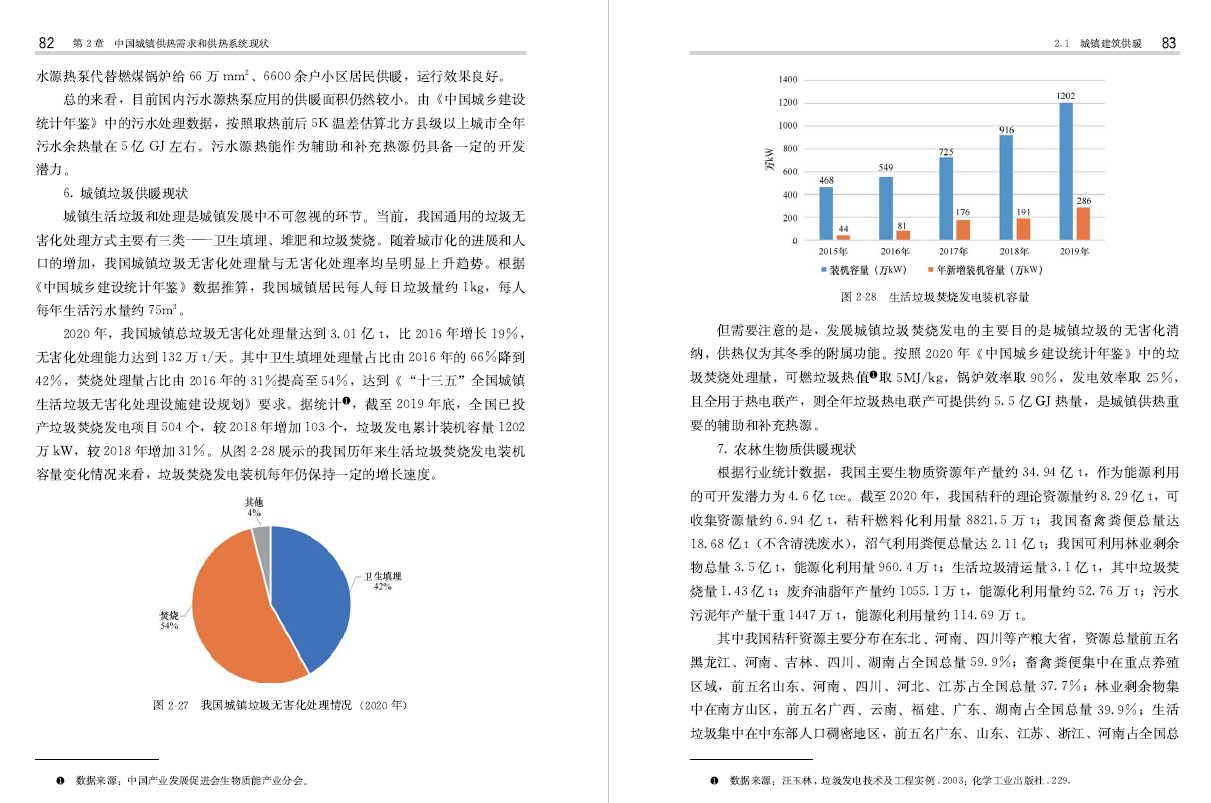 82 第2章 中国城镇供热需求和供热系统现状
水源热泵代替燃煤锅炉给66万mm²、6600余户小区居民供暖，运行效果良好。
总的来看，目前国内污水源热泵应用的供暖面积仍然较小。由《中国城乡建设
统计年鉴》中的污水处理数据，按照取热前后5K温差估算北方县级以上城市全年
污水余热量在5亿GJ左右。污水源热能作为辅助和补充热源仍具备一定的开发
潜力。
6. 城镇垃圾供暖现状
城镇生活垃圾和处理是城镇发展中不可忽视的环节。当前，我国通用的垃圾无
害化处理方式主要有三类——卫生填埋、堆肥和垃圾焚烧。随着城市化的进展和人
口的增加，我国城镇垃圾无害化处理量与无害化处理率均呈明显上升趋势。根据
《中国城乡建设统计年鉴》数据推算，我国城镇居民每人每日垃圾量约1kg，每人
每年生活污水量约75m³。
2020年，我国城镇总垃圾无害化处理量达到3.01亿t，比2016年增长19%，
无害化处理能力达到132万t/天。其中卫生填埋处理量占比由2016年的66%降到
42%，焚烧处理量占比由2016年的31%提高至54%，达到《“十三五”全国城镇
生活垃圾无害化处理设施建设规划》要求。据统计❶，截至2019年底，全国已投
产垃圾焚烧发电项目504个，较2018年增加103个，垃圾发电累计装机容量1202
万kW，较2018年增加31%。从图2-28展示的我国历年来生活垃圾焚烧发电装机
容量变化情况来看，垃圾焚烧发电装机每年仍保持一定的增长速度。
其他
4%
卫生填埋
42%
焚烧
54%
图2-27 我国城镇垃圾无害化处理情况（2020年）
❶ 数据来源：中国产业发展促进会生物质能产业分会。
2.1 城镇建筑供暖 83
1400
1200
1000
800
600
400
200
0
万kW
468
44
549
81
725
176
916
191
1202
286
2015年 2016年 2017年 2018年 2019年
装机容量（万kW） 年新增装机容量（万kW）
图2-28 生活垃圾焚烧发电装机容量
但需要注意的是，发展城镇垃圾焚烧发电的主要目的是城镇垃圾的无害化消
纳，供热仅为其冬季的附属功能。按照2020年《中国城乡建设统计年鉴》中的垃
圾焚烧处理量，可燃垃圾热值❶取5MJ/kg，锅炉效率取90%，发电效率取25%，
且全用于热电联产，则全年垃圾热电联产可提供约5.5亿GJ热量，是城镇供热重
要的辅助和补充热源。
7. 农林生物质供暖现状
根据行业统计数据，我国主要生物质资源年产量约34.94亿t，作为能源利用
的可开发潜力为4.6亿tce。截至2020年，我国秸秆的理论资源量约8.29亿t，可
收集资源量约6.94亿t，秸秆燃料化利用量8821.5万t；我国畜禽粪便总量达
18.68亿t（不含清洗废水），沼气利用粪便总量达2.11亿t；我国可利用林业剩余
物总量3.5亿t，能源化利用量960.4万t；生活垃圾清运量3.1亿t，其中垃圾焚
烧量1.43亿t；废弃油脂年产量约1055.1万t，能源化利用量约52.76万t；污水
污泥年产量干重1447万t，能源化利用量约114.69万t。
其中我国秸秆资源主要分布在东北、河南、四川等产粮大省，资源总量前五名
黑龙江、河南、吉林、四川、湖南占全国总量59.9%；畜禽粪便集中在重点养殖
区域，前五名山东、河南、四川、河北、江苏占全国总量37.7%；林业剩余物集
中在南方山区，前五名广西、云南、福建、广东、湖南占全国总量39.9%；生活
垃圾集中在中东部人口稠密地区，前五名广东、山东、江苏、浙江、河南占全国总
❶ 数据来源：汪玉林，垃圾发电技术及工程实例.2003：化学工业出版社.229.